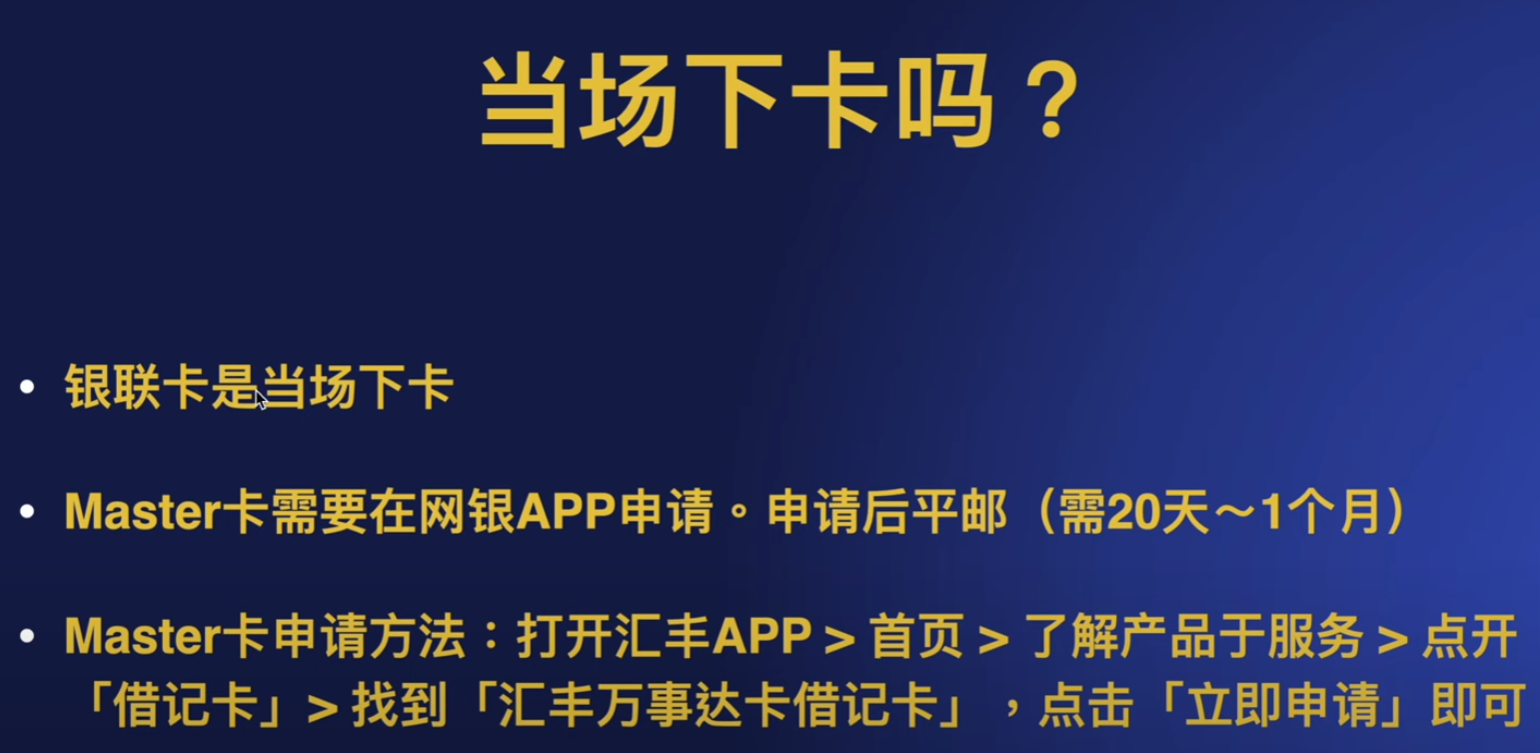 当场下卡吗？
• 银联卡是当场下卡
• Master卡需要在网银APP申请。申请后平邮（需20天～1个月）
• Master卡申请方法：打开汇丰APP > 首页 > 了解产品于服务 > 点开
「借记卡」> 找到「汇丰万事达卡借记卡」，点击「立即申请」即可